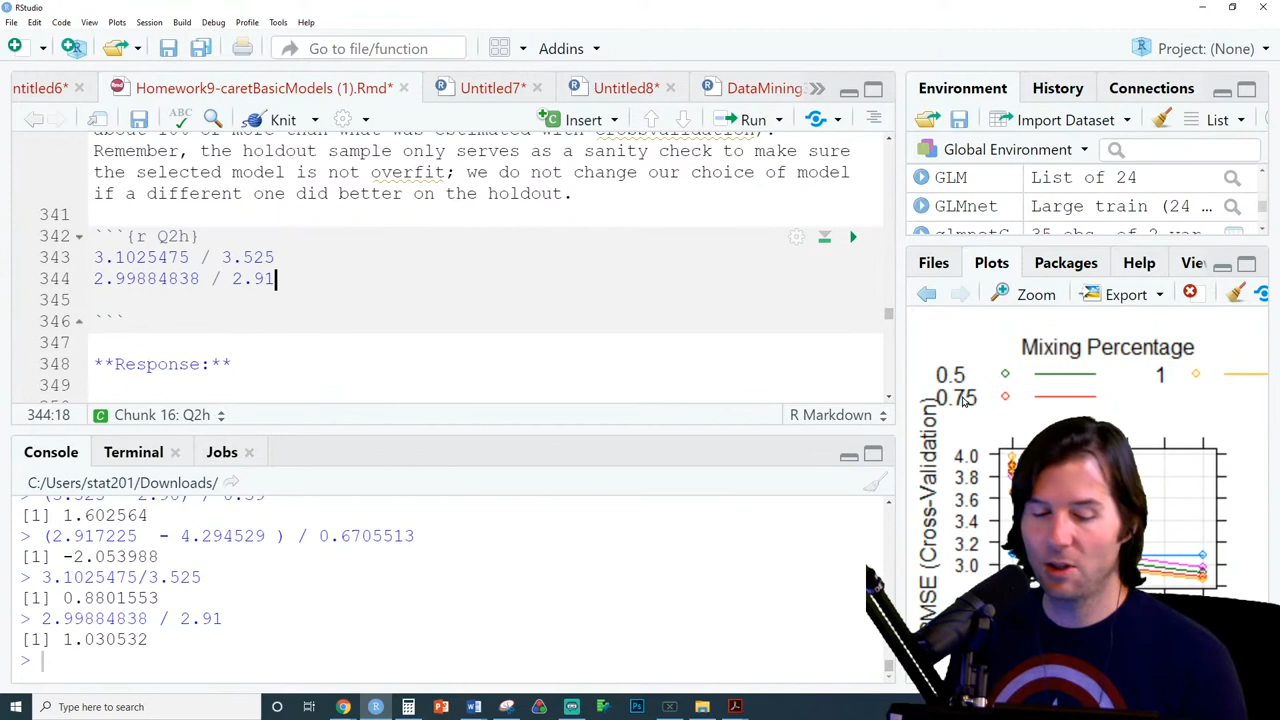 RStudio
File Edit Code View Plots Session Build Debug Profile Tools Help
Go to file/function Addins Project: (None)
ntitled6* Homework9-caretBasicModels (1).Rmd* Untitled7* Untitled8* DataMining
ABC Knit Insert Run
Remember, the holdout sample only serves as a sanity check to make sure
the selected model is not overfit; we do not change our choice of model
if a different one did better on the holdout.
341
342 ```{r Q2h}
343 3.1025475 / 3.525
344 2.99884838 / 2.91
345
346 ```
347
348 **Response:**
349
344:18 Chunk 16: Q2h R Markdown
Console Terminal Jobs
C:/Users/stat201/Downloads/
[1] 1.602564
> (2.917225 - 4.294529 ) / 0.6705513
[1] -2.053988
> 3.1025475/3.525
[1] 0.8801553
> 2.99884838 / 2.91
[1] 1.030532
>
Environment History Connections
Import Dataset List
Global Environment
GLM List of 24
GLMnet Large train (24 ...
Files Plots Packages Help
Zoom Export
Mixing Percentage
0.5 1
0.75
4.0
3.8
3.6
3.4
3.2
3.0
(Cross-Validation)
Type here to search